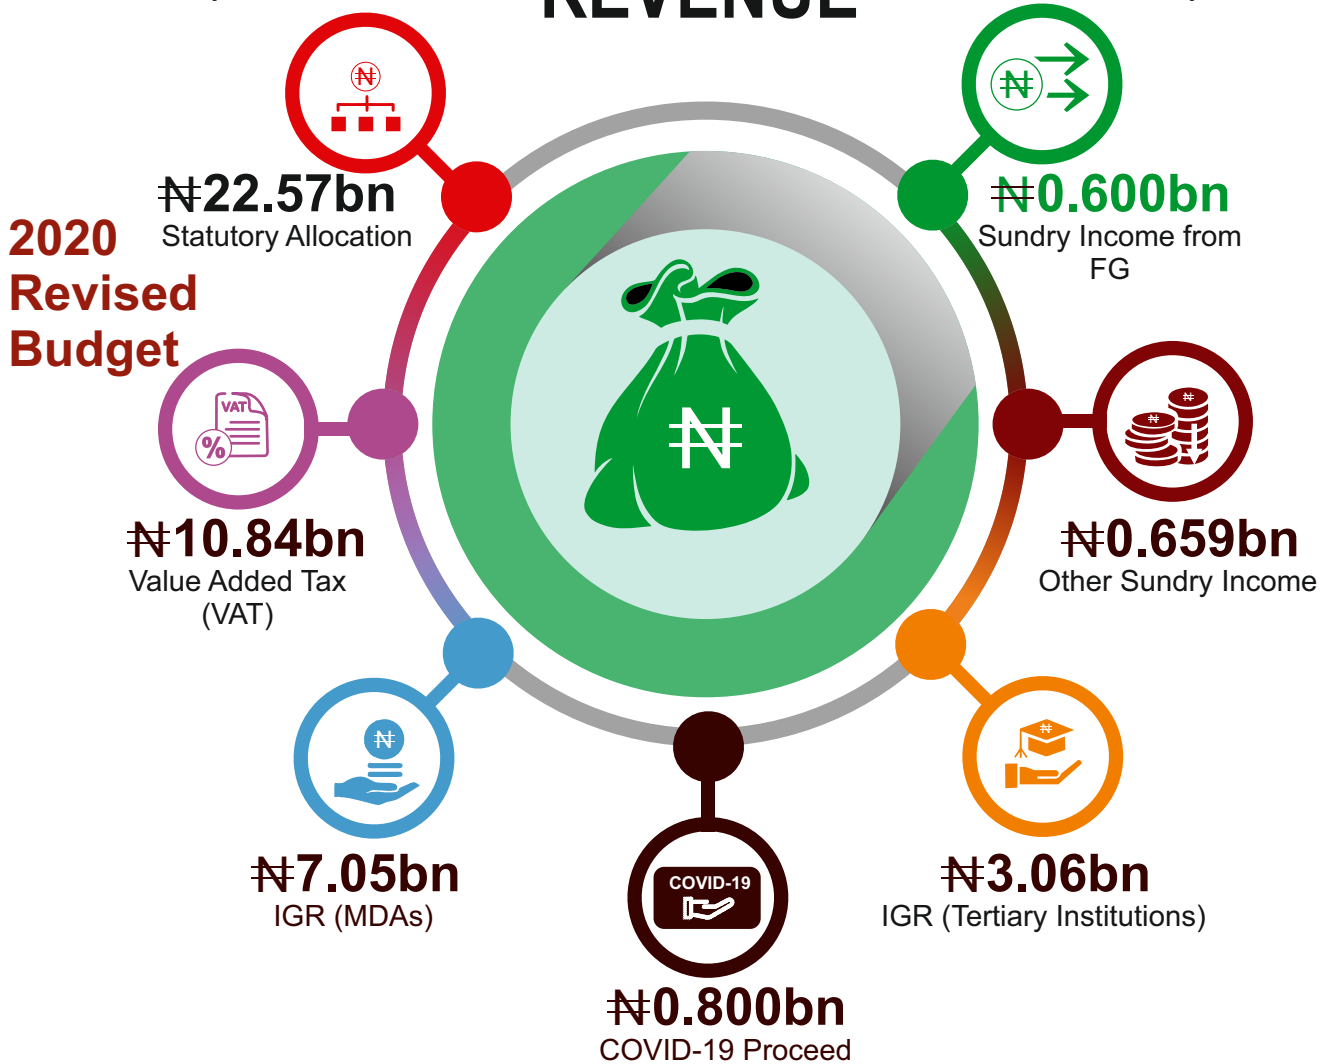 REVENUE
₦
₦
₦22.57bn
Statutory Allocation
₦0.600bn
Sundry Income from
FG
2020
Revised
Budget
VAT
%
₦
₦
₦
₦10.84bn
Value Added Tax
(VAT)
₦0.659bn
Other Sundry Income
₦
₦
₦7.05bn
IGR (MDAs)
COVID-19
₦3.06bn
IGR (Tertiary Institutions)
₦0.800bn
COVID-19 Proceed